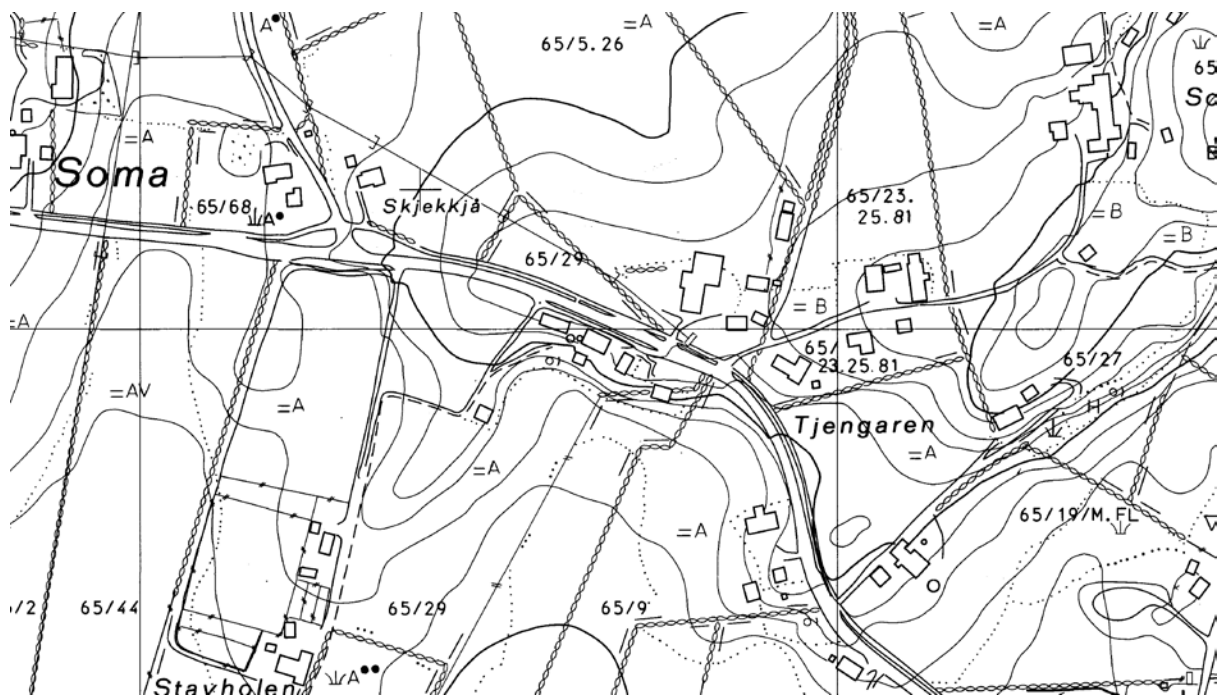 A
65/5.26
=A
=A
65
=A
Soma
65/68
A
Skjekkjå
65/23.
25.81
=B
=B
65/29
=A
=B
65/
23.25.81
65/27
=AV
=A
Tjengaren
H
=A
=A
=A
65/19/M.FL
65/44
65/29
65/9
Stavholen
A